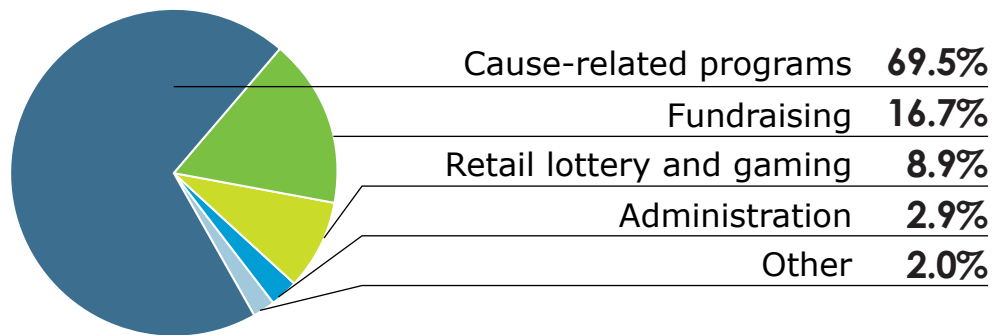 Cause-related programs 69.5%
Fundraising 16.7%
Retail lottery and gaming 8.9%
Administration 2.9%
Other 2.0%